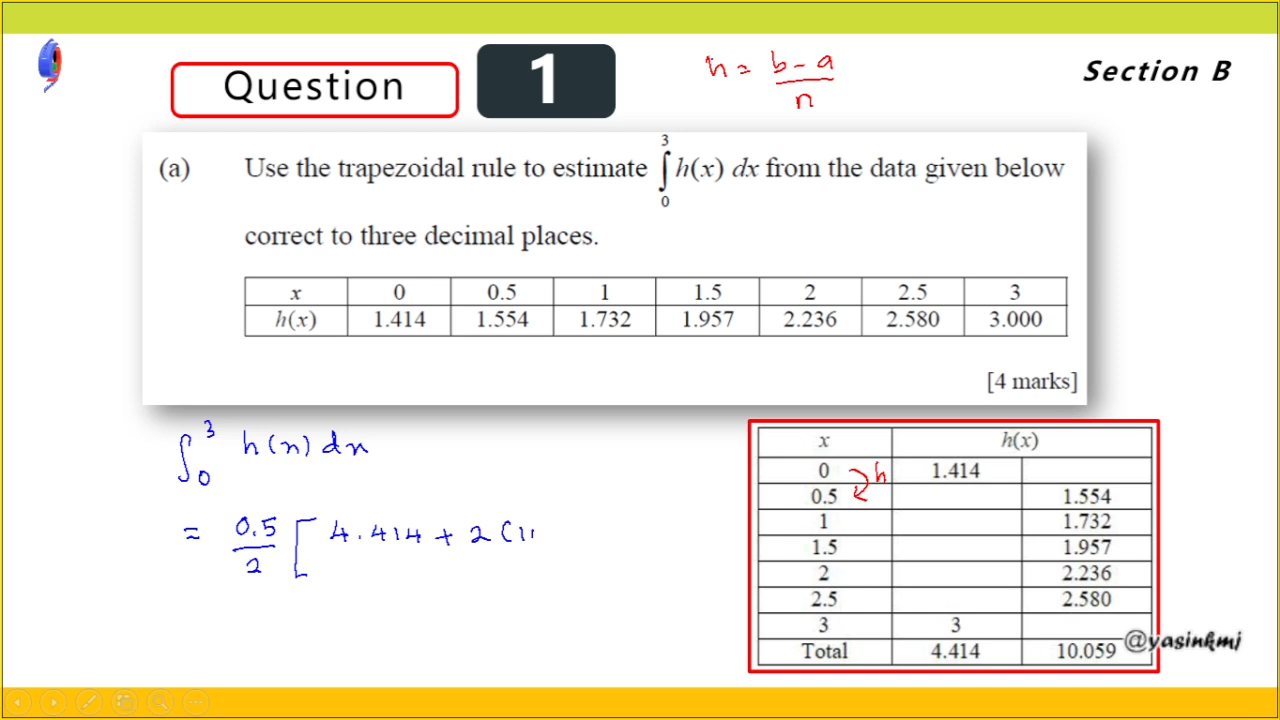 Question 1
h = b - a / n
Section B
(a) Use the trapezoidal rule to estimate ∫₀³ h(x) dx from the data given below
correct to three decimal places.
x 0 0.5 1 1.5 2 2.5 3
h(x) 1.414 1.554 1.732 1.957 2.236 2.580 3.000
[4 marks]
∫₀³ h(x) dx
= 0.5/2 [ 4.414 + 2 (1
x h(x)
0 1.414
h
0.5 1.554
1 1.732
1.5 1.957
2 2.236
2.5 2.580
3 3
Total 4.414 10.059
@yasinkmj